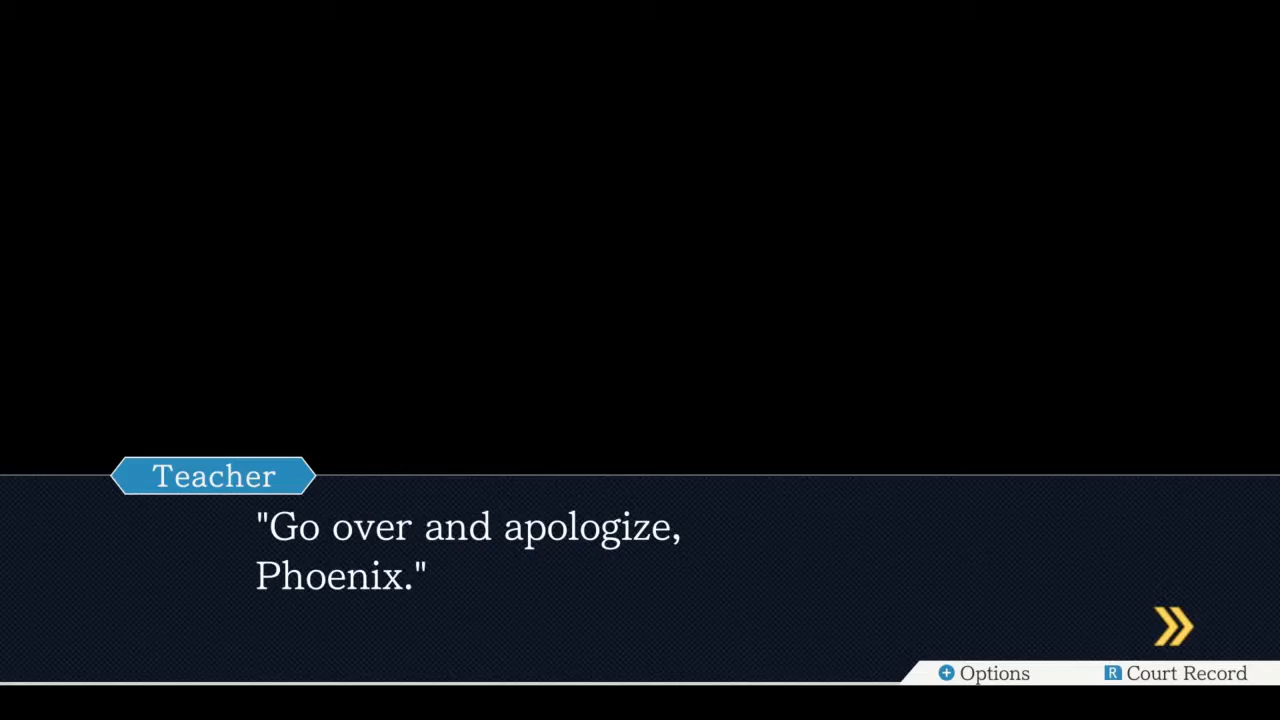 Teacher
"Go over and apologize,
Phoenix."
Options
R Court Record